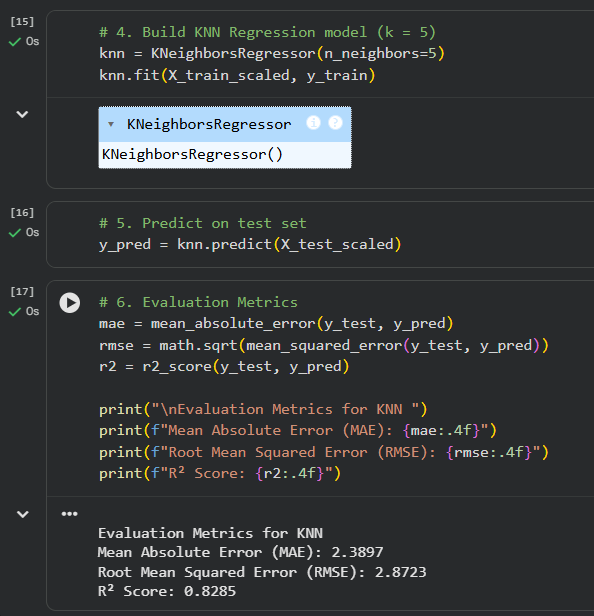 [15]
0s
# 4. Build KNN Regression model (k = 5)
knn = KNeighborsRegressor(n_neighbors=5)
knn.fit(X_train_scaled, y_train)
▾ KNeighborsRegressor i ?
KNeighborsRegressor()
[16]
0s
# 5. Predict on test set
y_pred = knn.predict(X_test_scaled)
[17]
0s
# 6. Evaluation Metrics
mae = mean_absolute_error(y_test, y_pred)
rmse = math.sqrt(mean_squared_error(y_test, y_pred))
r2 = r2_score(y_test, y_pred)
print("\nEvaluation Metrics for KNN ")
print(f"Mean Absolute Error (MAE): {mae:.4f}")
print(f"Root Mean Squared Error (RMSE): {rmse:.4f}")
print(f"R² Score: {r2:.4f}")
•••
Evaluation Metrics for KNN
Mean Absolute Error (MAE): 2.3897
Root Mean Squared Error (RMSE): 2.8723
R² Score: 0.8285